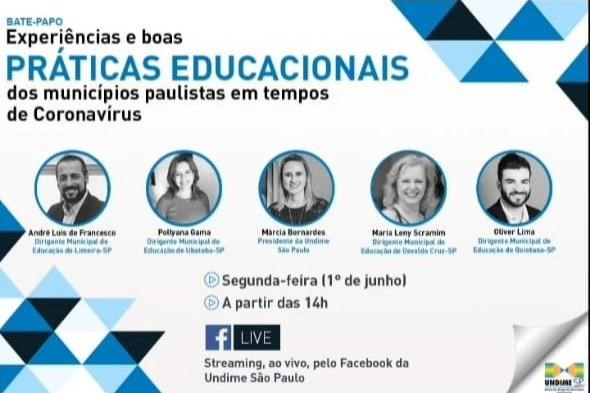 BATE-PAPO
Experiências e boas
PRÁTICAS EDUCACIONAIS
dos municípios paulistas em tempos
de Coronavírus
André Luis de Francesco
Dirigente Municipal de
Educação de Limeira-SP
Pollyana Gama
Dirigente Municipal de
Educação de Ubatuba-SP
Márcia Bernardes
Presidente da Undime
São Paulo
Maria Leny Scramim
Dirigente Municipal de
Educação de Osvaldo Cruz-SP
Oliver Lima
Dirigente Municipal de
Educação de Quintana-SP
Segunda-feira (1º de junho)
A partir das 14h
f LIVE
Streaming, ao vivo, pelo Facebook da
Undime São Paulo
UNDIME SP